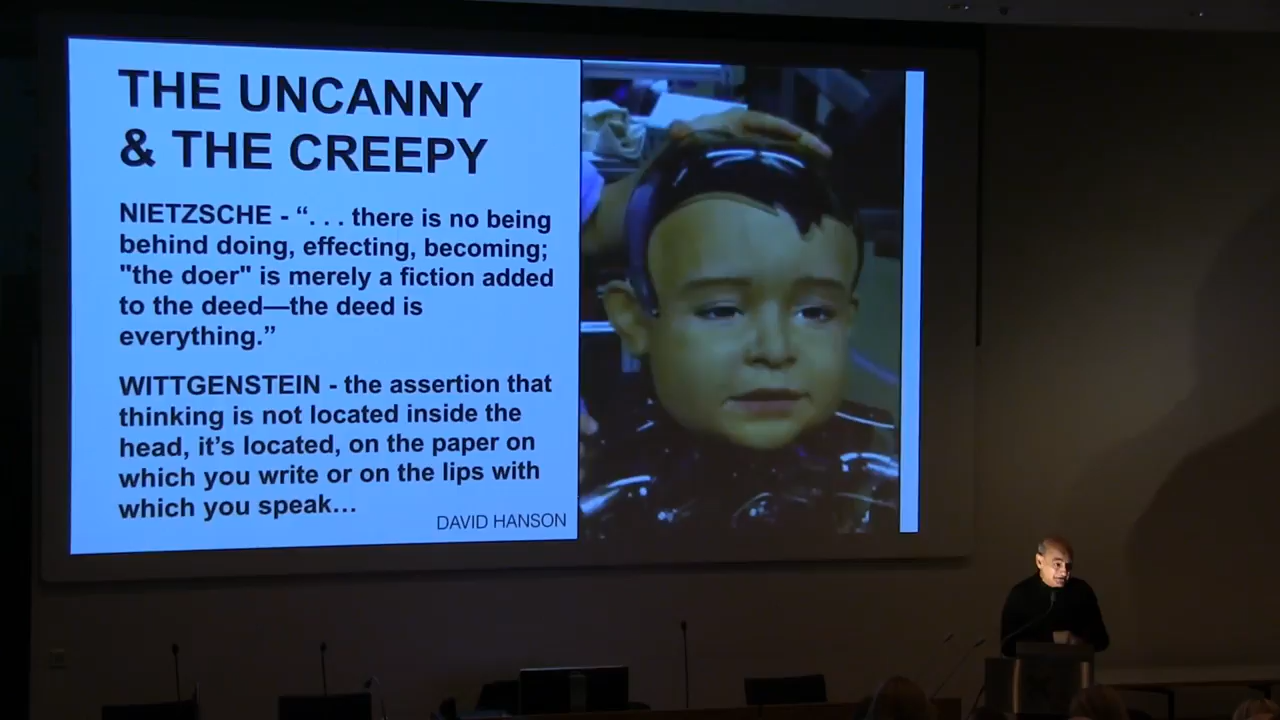 THE UNCANNY
& THE CREEPY
NIETZSCHE - “. . . there is no being
behind doing, effecting, becoming;
"the doer" is merely a fiction added
to the deed—the deed is
everything.”
WITTGENSTEIN - the assertion that
thinking is not located inside the
head, it’s located, on the paper on
which you write or on the lips with
which you speak…
DAVID HANSON